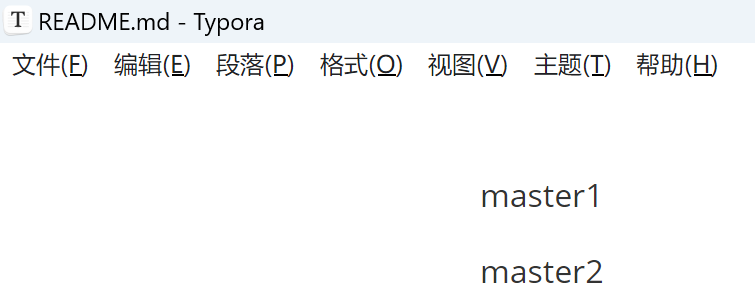 T README.md - Typora
文件(F) 编辑(E) 段落(P) 格式(O) 视图(V) 主题(T) 帮助(H)
master1
master2